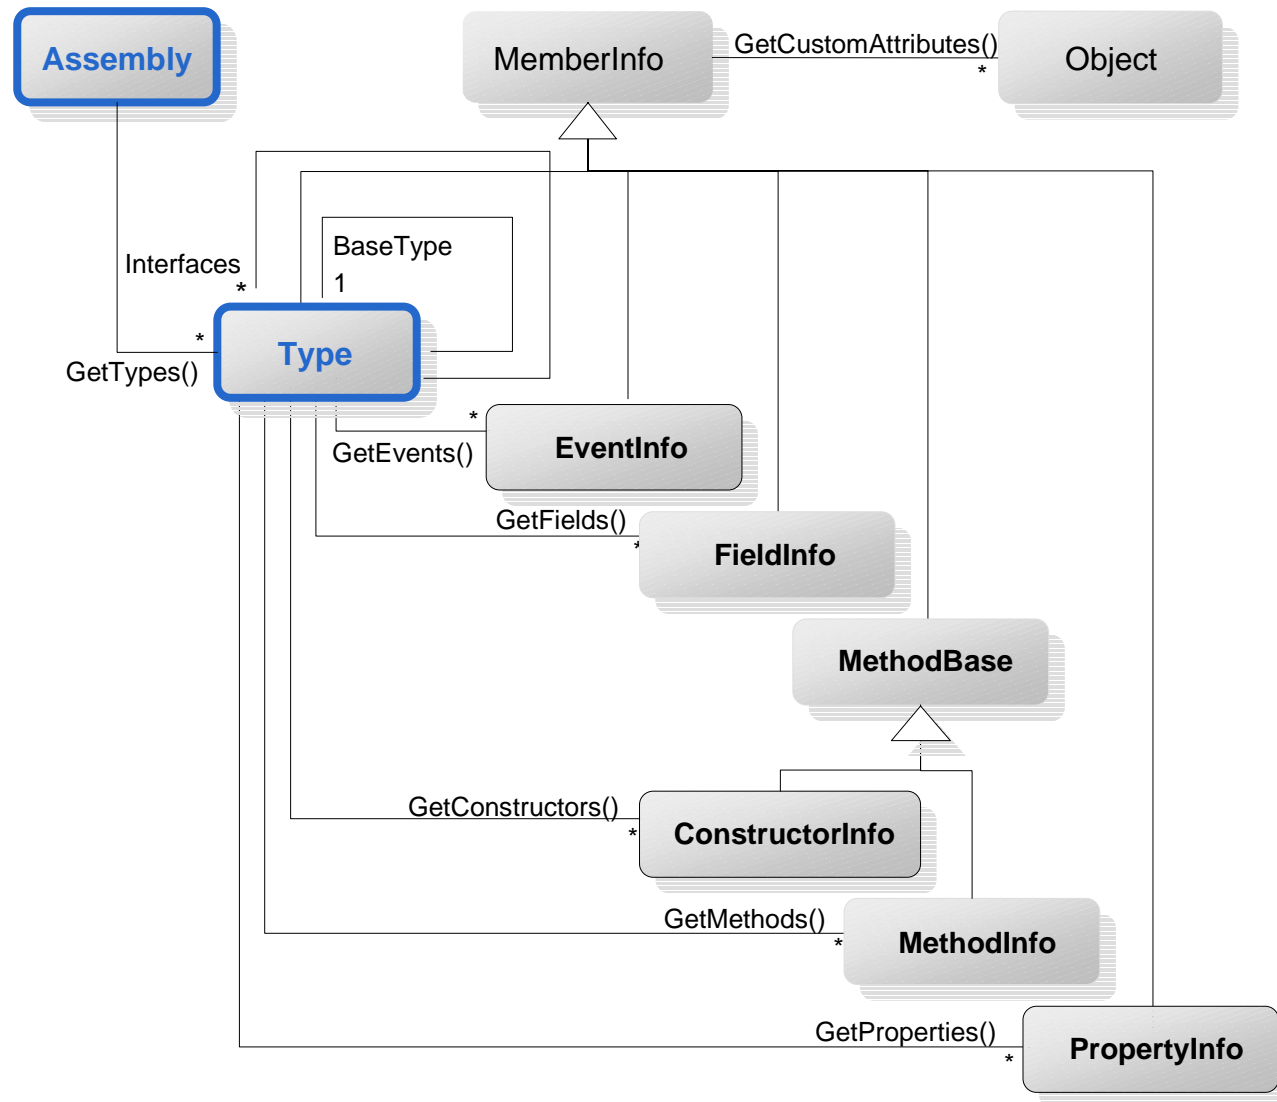 Assembly
MemberInfo
GetCustomAttributes()
*
Object
Interfaces
*
BaseType
1
*
GetTypes()
Type
*
GetEvents()
EventInfo
GetFields()
*
FieldInfo
MethodBase
GetConstructors()
*
ConstructorInfo
GetMethods()
*
MethodInfo
GetProperties()
*
PropertyInfo